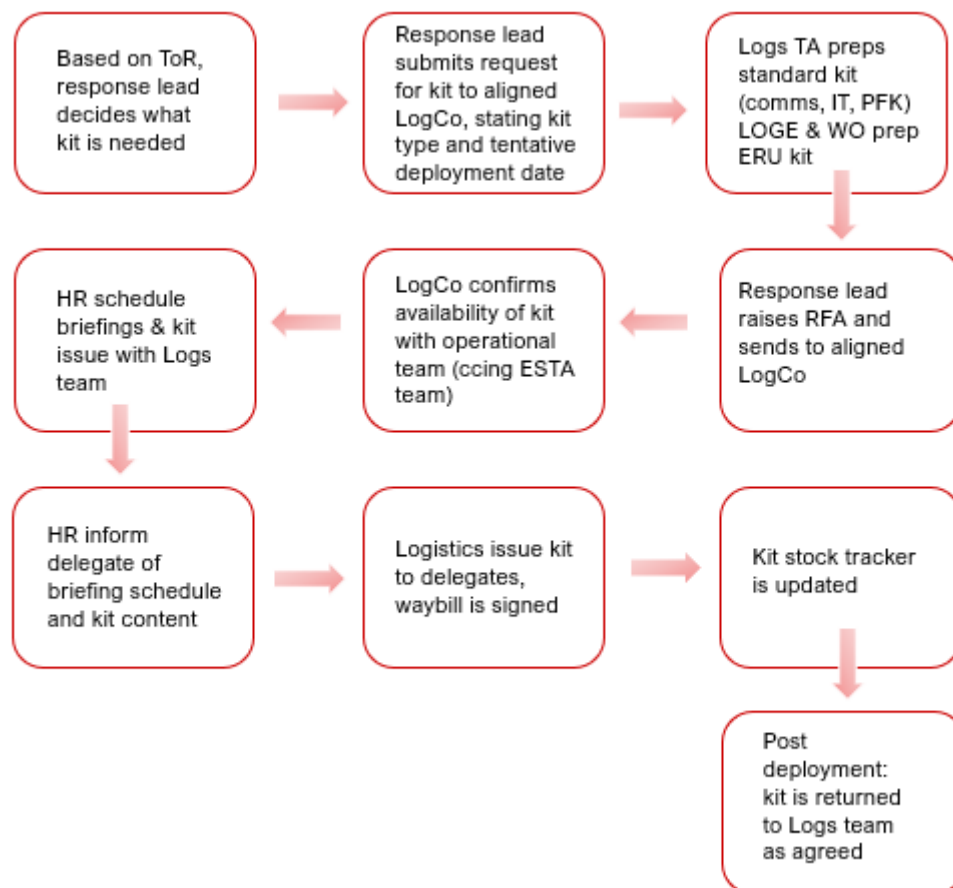 Based on ToR,
response lead
decides what
kit is needed
Response lead
submits request
for kit to aligned
LogCo, stating kit
type and tentative
deployment date
Logs TA preps
standard kit
(comms, IT, PFK)
LOGE & WO prep
ERU kit
Response lead
raises RFA and
sends to aligned
LogCo
LogCo confirms
availability of kit
with operational
team (ccing ESTA
team)
HR schedule
briefings & kit
issue with Logs
team
HR inform
delegate of
briefing schedule
and kit content
Logistics issue kit
to delegates,
waybill is signed
Kit stock tracker
is updated
Post
deployment:
kit is returned
to Logs team
as agreed